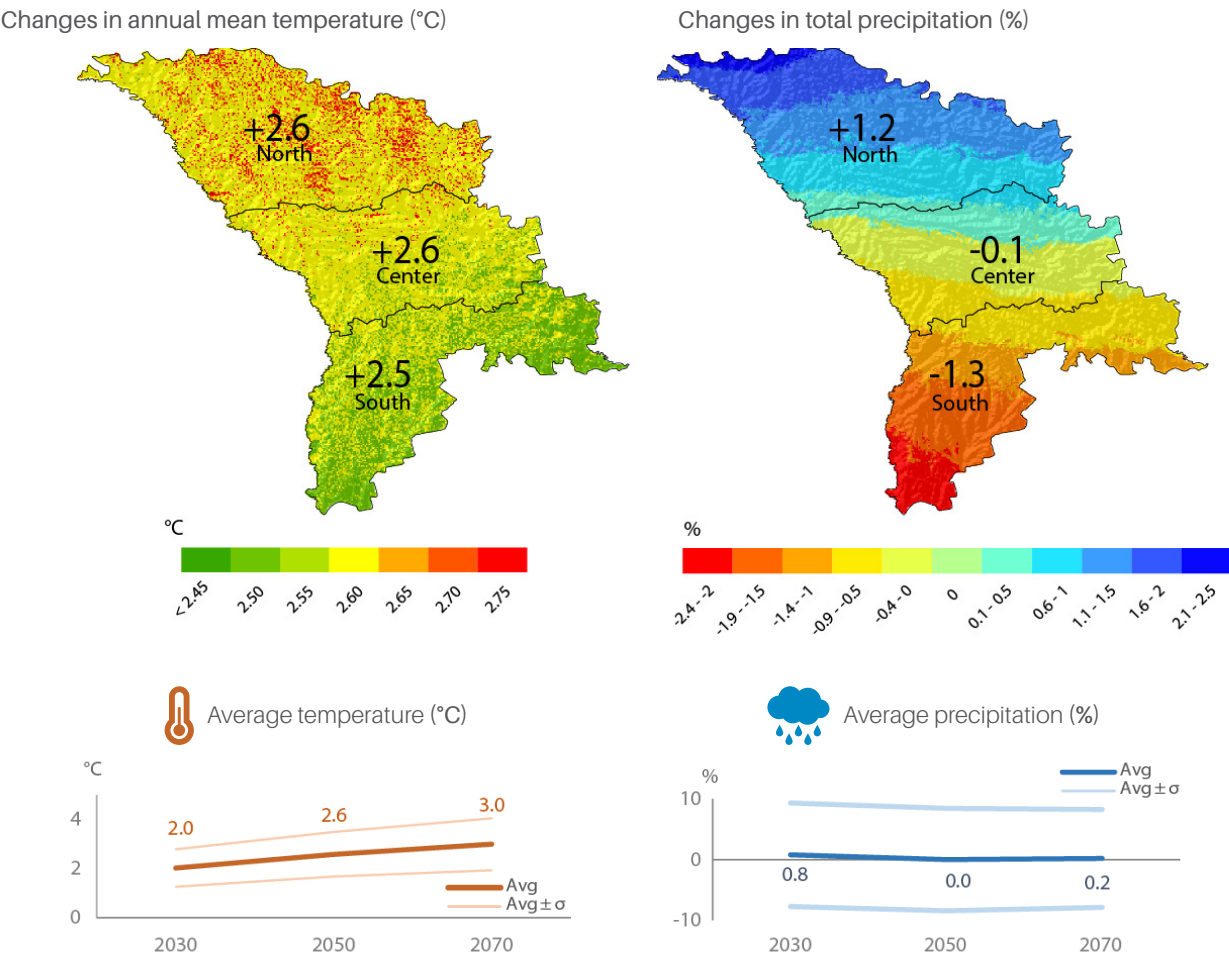 Changes in annual mean temperature (°C)
Changes in total precipitation (%)
+2.6
North
+2.6
Center
+2.5
South
+1.2
North
-0.1
Center
-1.3
South
°C
< 2.45
2.50
2.55
2.60
2.65
2.70
2.75
%
-2.4 - -2
-1.9 - -1.5
-1.4 - -1
-0.9 - -0.5
-0.4 - 0
0
0.1 - 0.5
0.6 - 1
1.1 - 1.5
1.6 - 2
2.1 - 2.5
Average temperature (°C)
°C
4
2
0
2.0
2.6
3.0
Avg
Avg ± σ
2030
2050
2070
Average precipitation (%)
%
10
0
-10
Avg
Avg ± σ
0.8
0.0
0.2
2030
2050
2070